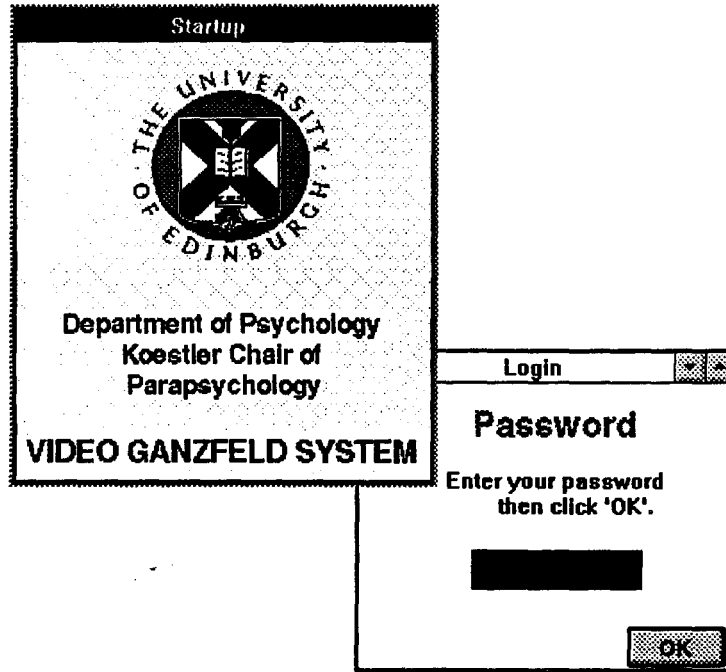 Startup
THE UNIVERSITY
OF EDINBURGH
Department of Psychology
Koestler Chair of
Parapsychology
VIDEO GANZFELD SYSTEM
Login
Password
Enter your password
then click 'OK'.
OK